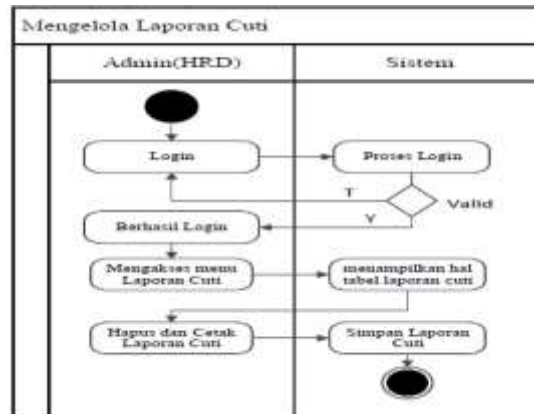 Mengelola Laporan Cuti
Admin(HRD)
Sistem
Login
Proses Login
T
Valid
Y
Berhasil Login
Mengakses menu
Laporan Cuti
menampilkan hal
tabel laporan cuti
Hapus dan Cetak
Laporan Cuti
Simpan Laporan
Cuti